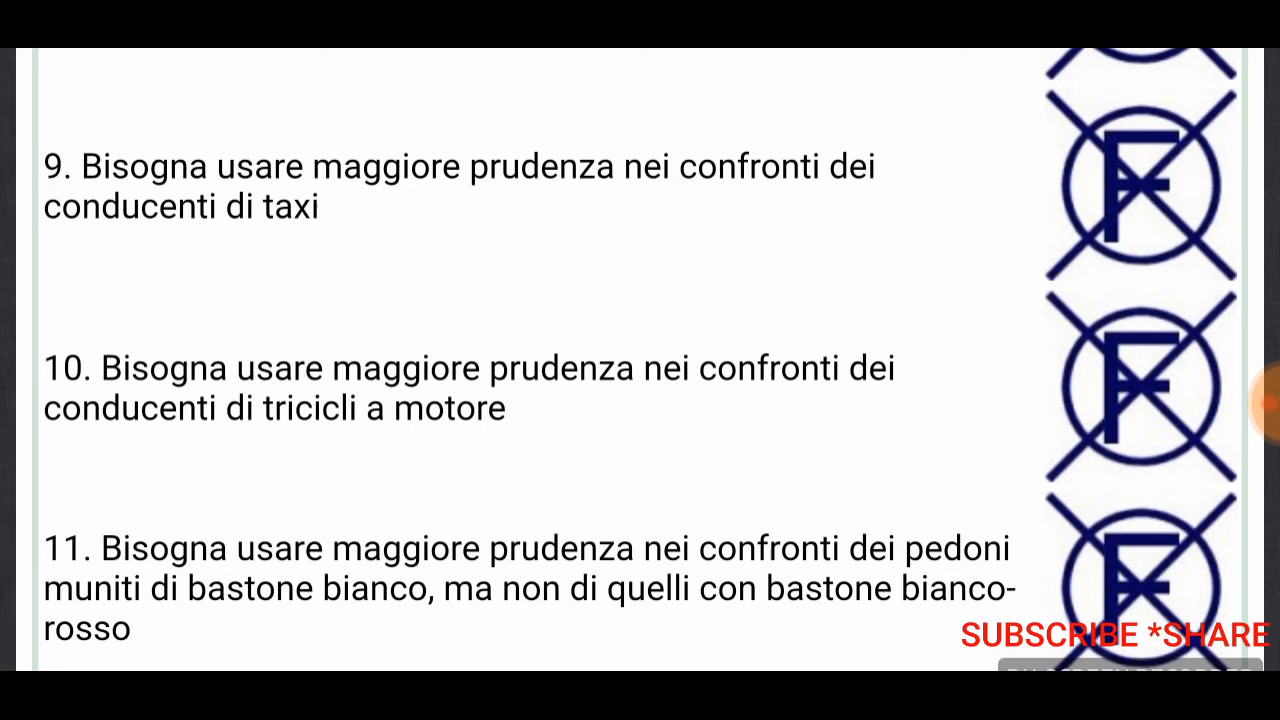 9. Bisogna usare maggiore prudenza nei confronti dei
conducenti di taxi
F
10. Bisogna usare maggiore prudenza nei confronti dei
conducenti di tricicli a motore
F
11. Bisogna usare maggiore prudenza nei confronti dei pedoni
muniti di bastone bianco, ma non di quelli con bastone bianco-
rosso
F
SUBSCRIBE *SHARE